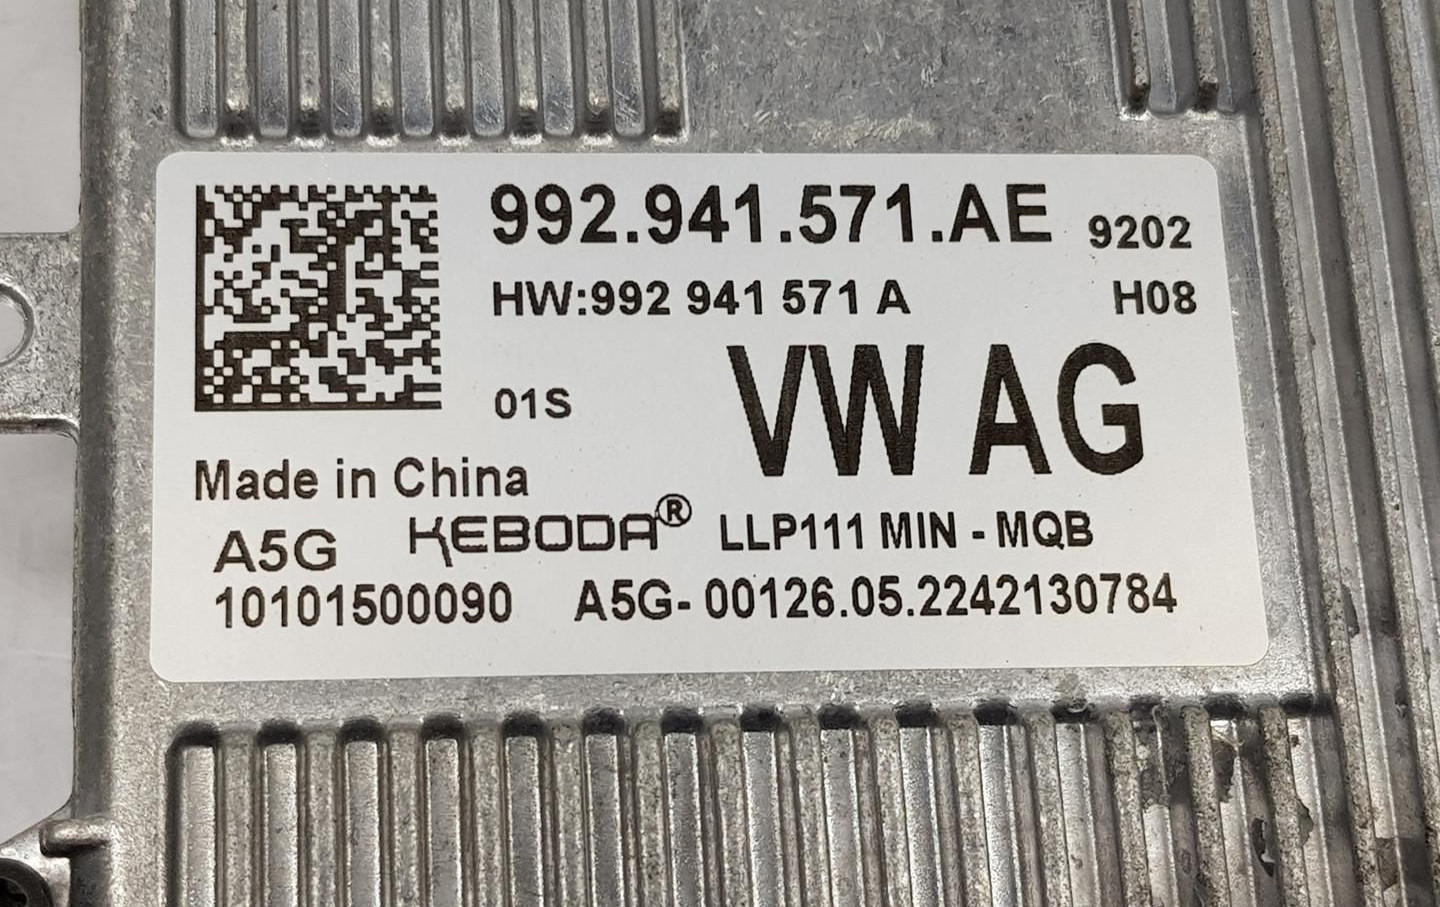 992.941.571.AE 9202
HW:992 941 571 A H08
01S VW AG
Made in China
A5G KEBODA® LLP111 MIN - MQB
10101500090 A5G- 00126.05.2242130784